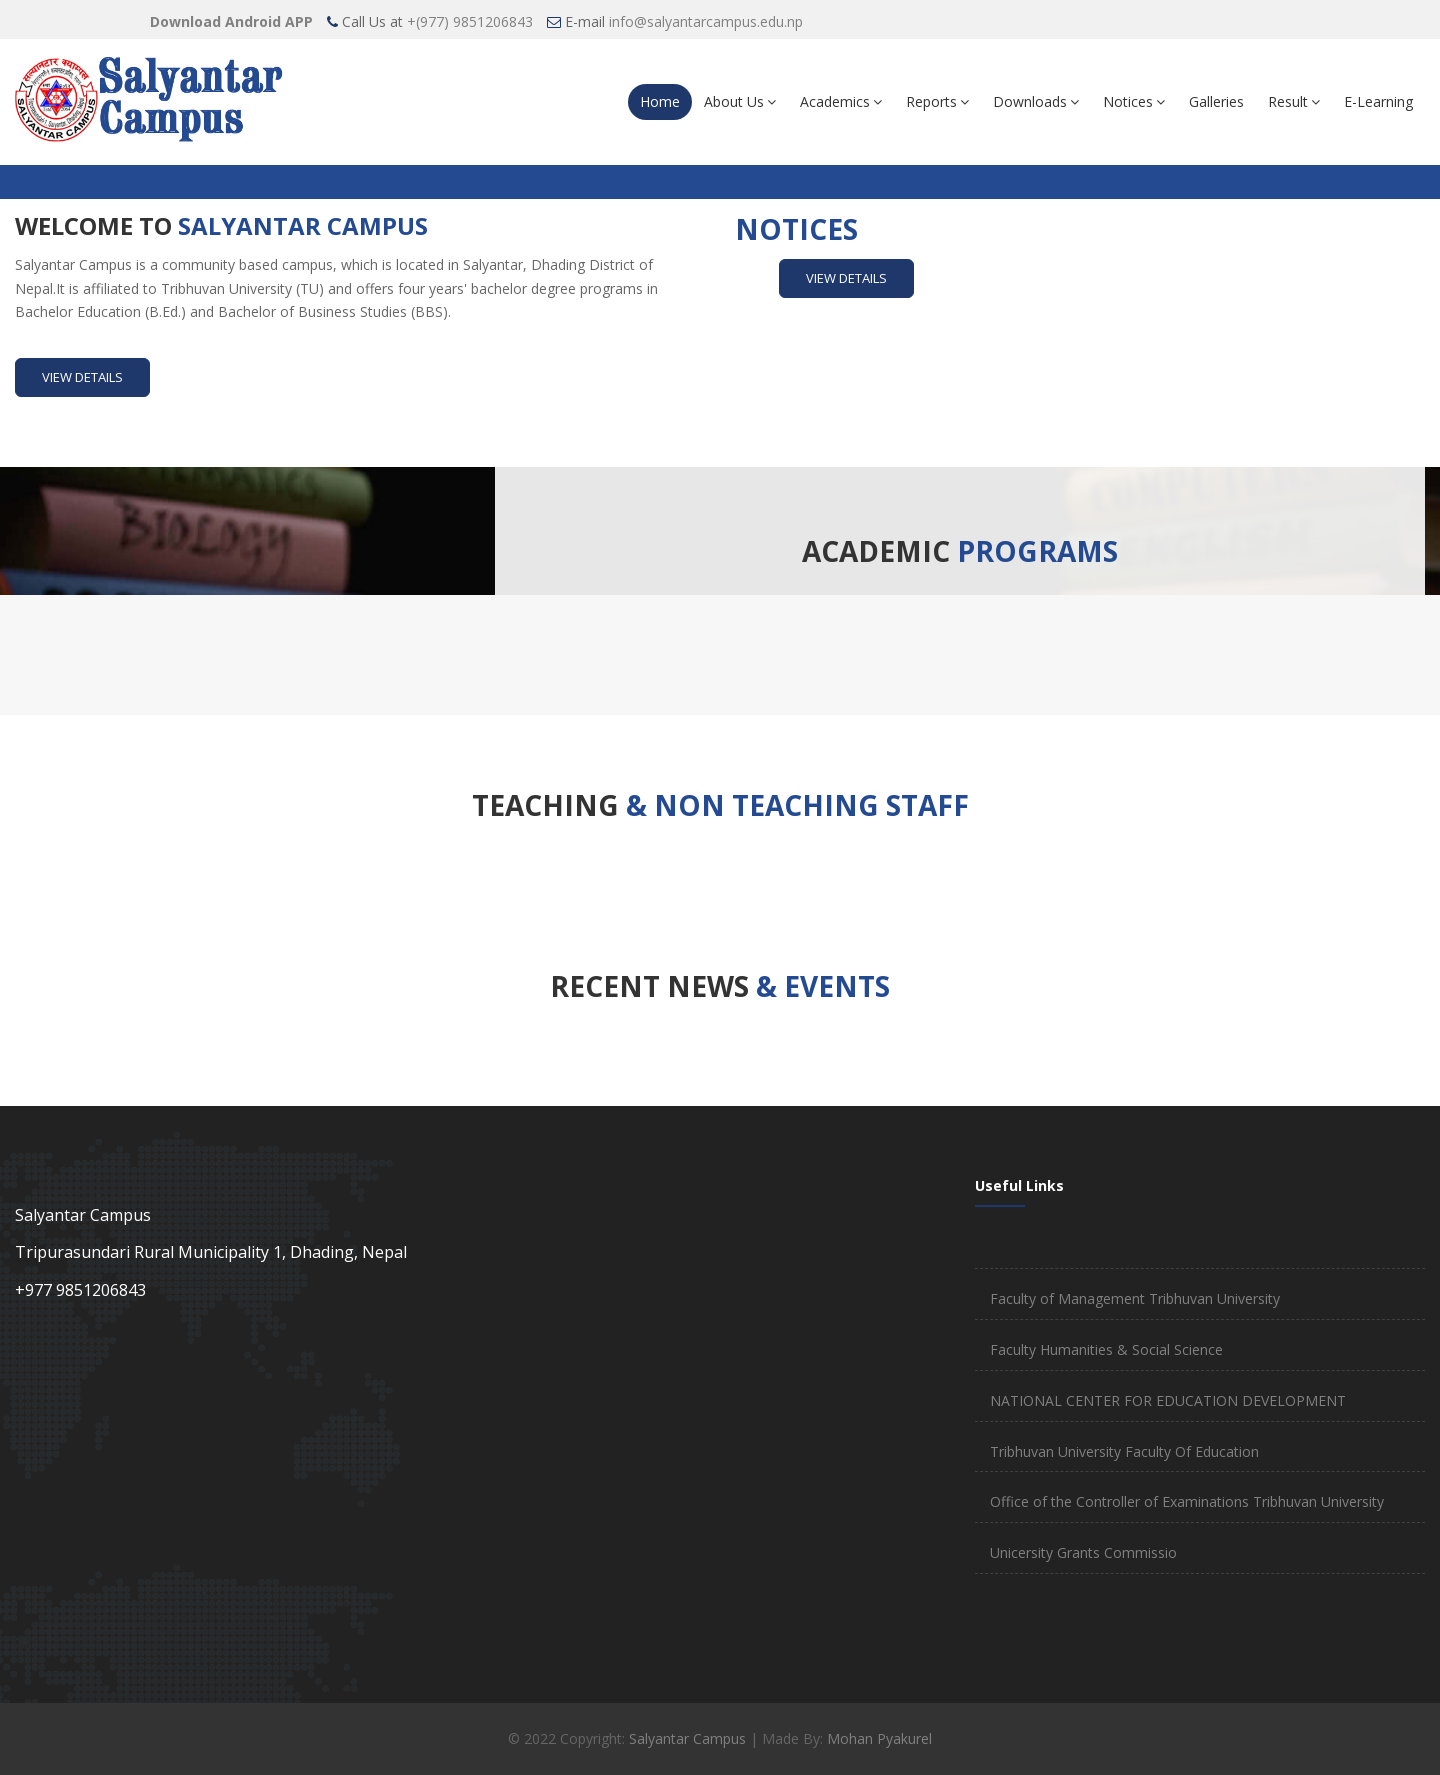 Download Android APP Call Us at +(977) 9851206843 E-mail info@salyantarcampus.edu.np
SALYANTAR CAMPUS
Salyantar
Campus
Home About Us Academics Reports Downloads Notices Galleries Result E-Learning
WELCOME TO SALYANTAR CAMPUS
Salyantar Campus is a community based campus, which is located in Salyantar, Dhading District of
Nepal.It is affiliated to Tribhuvan University (TU) and offers four years' bachelor degree programs in
Bachelor Education (B.Ed.) and Bachelor of Business Studies (BBS).
VIEW DETAILS
NOTICES
VIEW DETAILS
BIOLOGY
ACADEMIC PROGRAMS
TEACHING & NON TEACHING STAFF
RECENT NEWS & EVENTS
Salyantar Campus
Tripurasundari Rural Municipality 1, Dhading, Nepal
+977 9851206843
Useful Links
Faculty of Management Tribhuvan University
Faculty Humanities & Social Science
NATIONAL CENTER FOR EDUCATION DEVELOPMENT
Tribhuvan University Faculty Of Education
Office of the Controller of Examinations Tribhuvan University
Unicersity Grants Commissio
© 2022 Copyright: Salyantar Campus | Made By: Mohan Pyakurel